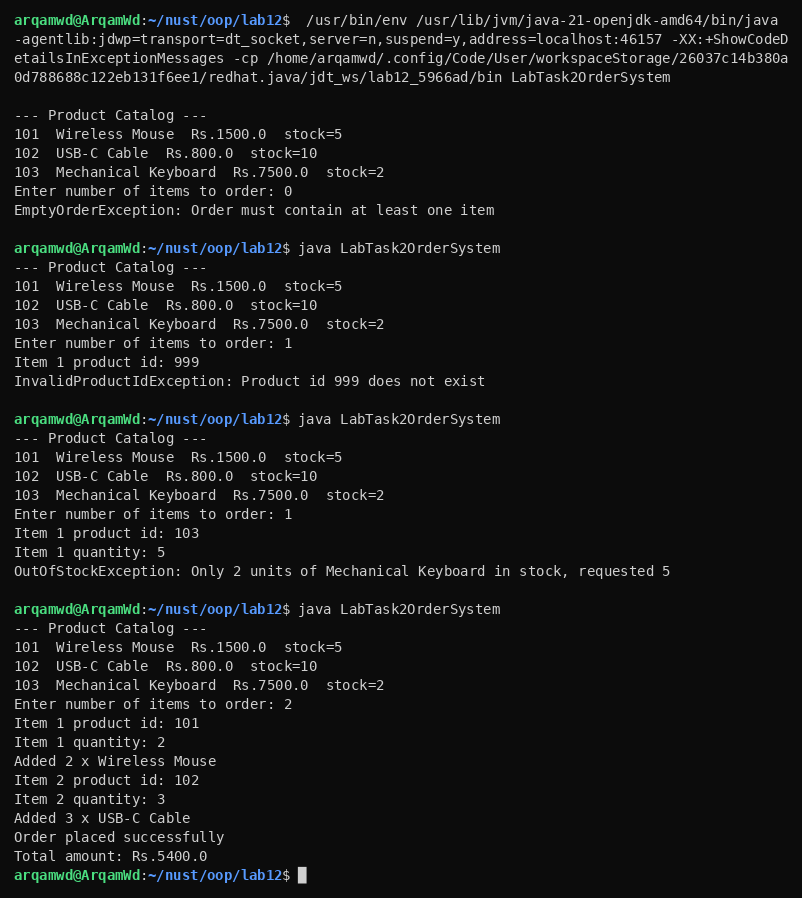 arqamwd@ArqamWd:~/nust/oop/lab12$  /usr/bin/env /usr/lib/jvm/java-21-openjdk-amd64/bin/java
-agentlib:jdwp=transport=dt_socket,server=n,suspend=y,address=localhost:46157 -XX:+ShowCodeD
etailsInExceptionMessages -cp /home/arqamwd/.config/Code/User/workspaceStorage/26037c14b380a
0d788688c122eb131f6ee1/redhat.java/jdt_ws/lab12_5966ad/bin LabTask2OrderSystem

--- Product Catalog ---
101  Wireless Mouse  Rs.1500.0  stock=5
102  USB-C Cable  Rs.800.0  stock=10
103  Mechanical Keyboard  Rs.7500.0  stock=2
Enter number of items to order: 0
EmptyOrderException: Order must contain at least one item

arqamwd@ArqamWd:~/nust/oop/lab12$ java LabTask2OrderSystem
--- Product Catalog ---
101  Wireless Mouse  Rs.1500.0  stock=5
102  USB-C Cable  Rs.800.0  stock=10
103  Mechanical Keyboard  Rs.7500.0  stock=2
Enter number of items to order: 1
Item 1 product id: 999
InvalidProductIdException: Product id 999 does not exist

arqamwd@ArqamWd:~/nust/oop/lab12$ java LabTask2OrderSystem
--- Product Catalog ---
101  Wireless Mouse  Rs.1500.0  stock=5
102  USB-C Cable  Rs.800.0  stock=10
103  Mechanical Keyboard  Rs.7500.0  stock=2
Enter number of items to order: 1
Item 1 product id: 103
Item 1 quantity: 5
OutOfStockException: Only 2 units of Mechanical Keyboard in stock, requested 5

arqamwd@ArqamWd:~/nust/oop/lab12$ java LabTask2OrderSystem
--- Product Catalog ---
101  Wireless Mouse  Rs.1500.0  stock=5
102  USB-C Cable  Rs.800.0  stock=10
103  Mechanical Keyboard  Rs.7500.0  stock=2
Enter number of items to order: 2
Item 1 product id: 101
Item 1 quantity: 2
Added 2 x Wireless Mouse
Item 2 product id: 102
Item 2 quantity: 3
Added 3 x USB-C Cable
Order placed successfully
Total amount: Rs.5400.0
arqamwd@ArqamWd:~/nust/oop/lab12$